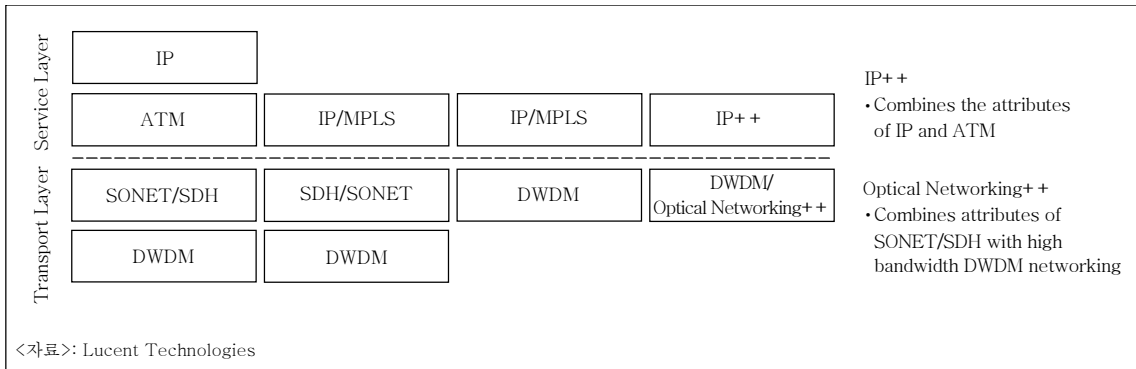 Service Layer
IP
ATM
IP/MPLS
IP/MPLS
IP++
Transport Layer
SONET/SDH
SDH/SONET
DWDM
DWDM/
Optical Networking++
DWDM
DWDM
IP++
•Combines the attributes
of IP and ATM
Optical Networking++
•Combines attributes of
SONET/SDH with high
bandwidth DWDM networking
<자료>: Lucent Technologies